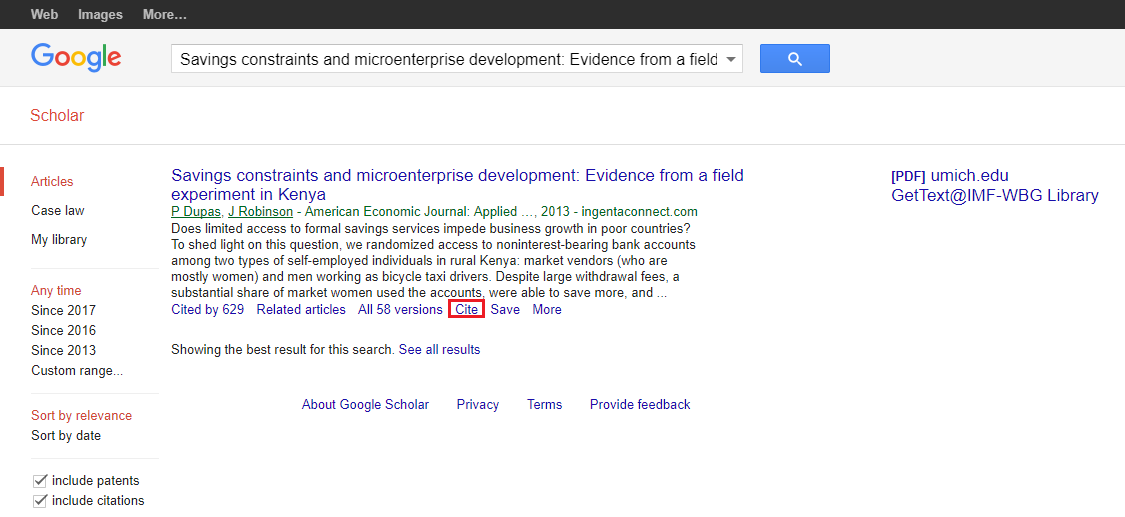 Web Images More...
Google
Savings constraints and microenterprise development: Evidence from a field
Scholar
Articles
Case law
My library
Any time
Since 2017
Since 2016
Since 2013
Custom range...
Sort by relevance
Sort by date
include patents
include citations
Savings constraints and microenterprise development: Evidence from a field
experiment in Kenya
P Dupas, J Robinson - American Economic Journal: Applied ..., 2013 - ingentaconnect.com
Does limited access to formal savings services impede business growth in poor countries?
To shed light on this question, we randomized access to noninterest-bearing bank accounts
among two types of self-employed individuals in rural Kenya: market vendors (who are
mostly women) and men working as bicycle taxi drivers. Despite large withdrawal fees, a
substantial share of market women used the accounts, were able to save more, and ...
Cited by 629 Related articles All 58 versions Cite Save More
Showing the best result for this search. See all results
[PDF] umich.edu
GetText@IMF-WBG Library
About Google Scholar Privacy Terms Provide feedback